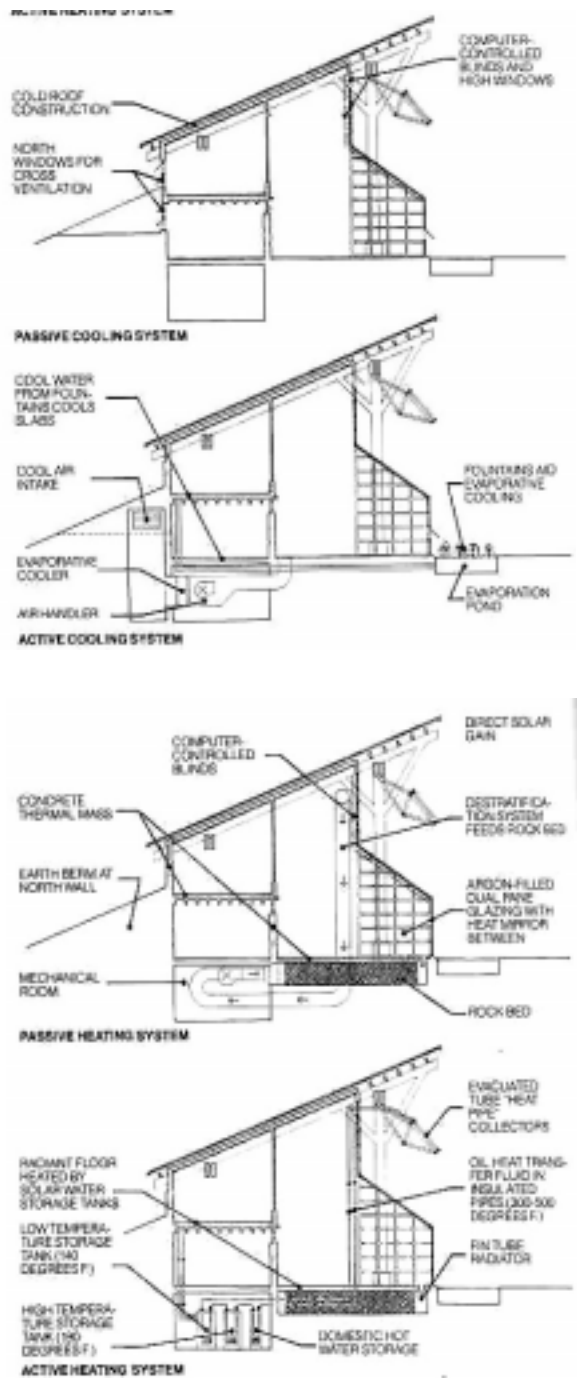 ACTIVE HEATING SYSTEM
COMPUTER-
CONTROLLED
BLINDS AND
HIGH WINDOWS
COLD ROOF
CONSTRUCTION
NORTH
WINDOWS FOR
CROSS
VENTILATION
PASSIVE COOLING SYSTEM
COOL WATER
FROM FOUN-
TAINS COOLS
SLABS
COOL AIR
INTAKE
FOUNTAINS AID
EVAPORATIVE
COOLING
EVAPORATIVE
COOLER
AIR HANDLER
EVAPORATION
POND
ACTIVE COOLING SYSTEM
DIRECT SOLAR
GAIN
COMPUTER-
CONTROLLED
BLINDS
CONCRETE
THERMAL MASS
DESTRATIFICA-
TION SYSTEM
FEEDS ROCK BED
EARTH BERM AT
NORTH WALL
ARGON-FILLED
DUAL PANE
GLAZING WITH
HEAT MIRROR
BETWEEN
MECHANICAL
ROOM
ROCK BED
PASSIVE HEATING SYSTEM
EVACUATED
TUBE "HEAT
PIPE"
COLLECTORS
RADIANT FLOOR
HEATED BY
SOLAR WATER
STORAGE TANKS
OIL HEAT TRANS-
FER FLUID IN
INSULATED
PIPES (300-500
DEGREES F.)
LOW TEMPERA-
TURE STORAGE
TANK (140
DEGREES F.)
FIN TUBE
RADIATOR
HIGH TEMPERA-
TURE STORAGE
TANK (190
DEGREES F.)
DOMESTIC HOT
WATER STORAGE
ACTIVE HEATING SYSTEM